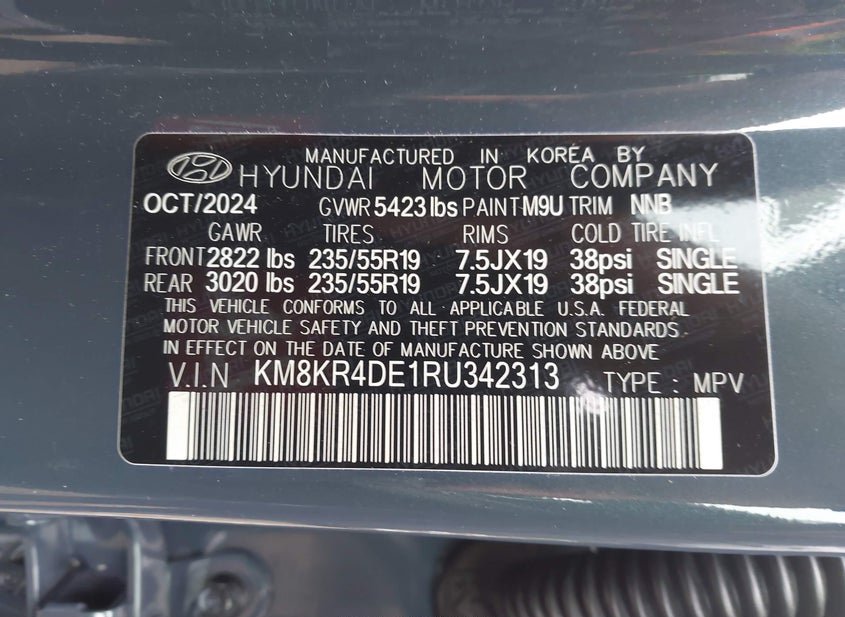 MANUFACTURED IN KOREA BY
HYUNDAI MOTOR COMPANY
OCT/2024 GVWR 5423 lbs PAINT M9U TRIM NNB
GAWR TIRES RIMS COLD TIRE INFL
FRONT 2822 lbs 235/55R19 7.5JX19 38psi SINGLE
REAR 3020 lbs 235/55R19 7.5JX19 38psi SINGLE
THIS VEHICLE CONFORMS TO ALL APPLICABLE U.S.A. FEDERAL
MOTOR VEHICLE SAFETY AND THEFT PREVENTION STANDARDS
IN EFFECT ON THE DATE OF MANUFACTURE SHOWN ABOVE.
V.I.N KM8KR4DE1RU342313 TYPE : MPV